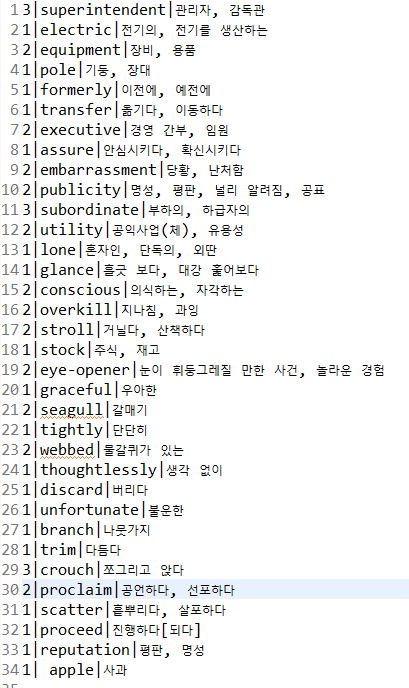 1 3|superintendent|관리자, 감독관
2 1|electric|전기의, 전기를 생산하는
3 2|equipment|장비, 용품
4 1|pole|기둥, 장대
5 1|formerly|이전에, 예전에
6 1|transfer|옮기다, 이동하다
7 2|executive|경영 간부, 임원
8 1|assure|안심시키다, 확신시키다
9 2|embarrassment|당황, 난처함
10 2|publicity|명성, 평판, 널리 알려짐, 공표
11 3|subordinate|부하의, 하급자의
12 2|utility|공익사업(체), 유용성
13 1|lone|혼자인, 단독의, 외딴
14 1|glance|흘긋 보다, 대강 훑어보다
15 2|conscious|의식하는, 자각하는
16 2|overkill|지나침, 과잉
17 2|stroll|거닐다, 산책하다
18 1|stock|주식, 재고
19 2|eye-opener|눈이 휘둥그레질 만한 사건, 놀라운 경험
20 1|graceful|우아한
21 2|seagull|갈매기
22 1|tightly|단단히
23 2|webbed|물갈퀴가 있는
24 1|thoughtlessly|생각 없이
25 1|discard|버리다
26 1|unfortunate|불운한
27 1|branch|나뭇가지
28 1|trim|다듬다
29 3|crouch|쪼그리고 앉다
30 2|proclaim|공언하다, 선포하다
31 1|scatter|흩뿌리다, 살포하다
32 1|proceed|진행하다[되다]
33 1|reputation|평판, 명성
34 1| apple|사과